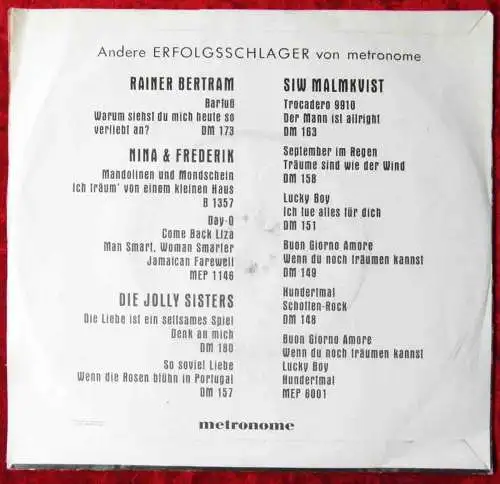 Andere ERFOLGSSCHLAGER von metronome
RAINER BERTRAM
Barfuß
Warum siehst du mich heute so
verliebt an? DM 173
NINA & FREDERIK
Mandolinen und Mondschein
Ich träum' von einem kleinen Haus
B 1357
Day-O
Come Back Liza
Man Smart, Woman Smarter
Jamaican Farewell
MEP 1146
DIE JOLLY SISTERS
Die Liebe ist ein seltsames Spiel
Denk an mich
DM 180
So soviel Liebe
Wenn die Rosen blühn in Portugal
DM 157
SIW MALMKVIST
Trocadero 9910
Der Mann ist allright
DM 163
September im Regen
Träume sind wie der Wind
DM 158
Lucky Boy
Ich tue alles für dich
DM 151
Buon Giorno Amore
Wenn du noch träumen kannst
DM 149
Hundertmal
Schotten-Rock
DM 148
Buon Giorno Amore
Wenn du noch träumen kannst
Lucky Boy
Hundertmal
MEP 6001
metronome